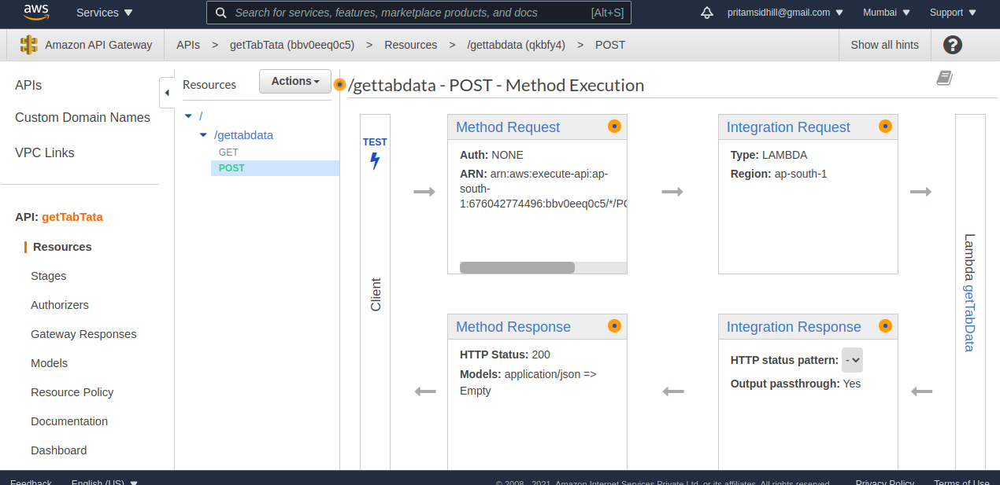 aws
Services
Search for services, features, marketplace products, and docs [Alt+S]
pritamsidhill@gmail.com
Mumbai
Support
Amazon API Gateway
APIs > getTabTata (bbv0eeq0c5) > Resources > /gettabdata (qkbfy4) > POST
Show all hints
?
APIs
Custom Domain Names
VPC Links
API: getTabTata
Resources
Stages
Authorizers
Gateway Responses
Models
Resource Policy
Documentation
Dashboard
Resources
Actions
/
/gettabdata
GET
POST
/gettabdata - POST - Method Execution
TEST
Client
Method Request
Auth: NONE
ARN: arn:aws:execute-api:ap-
south-
1:676042774496:bbv0eeq0c5/*/PO
Integration Request
Type: LAMBDA
Region: ap-south-1
Lambda getTabData
Method Response
HTTP Status: 200
Models: application/json =>
Empty
Integration Response
HTTP status pattern: -
Output passthrough: Yes
Feedback
English (US)
© 2008 - 2021, Amazon Internet Services Private Ltd. or its affiliates. All rights reserved.
Privacy Policy
Terms of Use